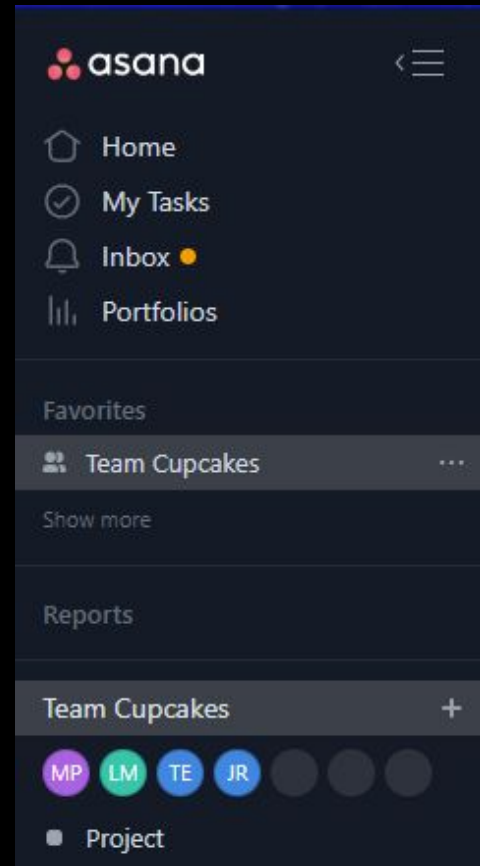 asana
Home
My Tasks
Inbox
Portfolios
Favorites
Team Cupcakes
Show more
Reports
Team Cupcakes +
MP LM TE JR
Project